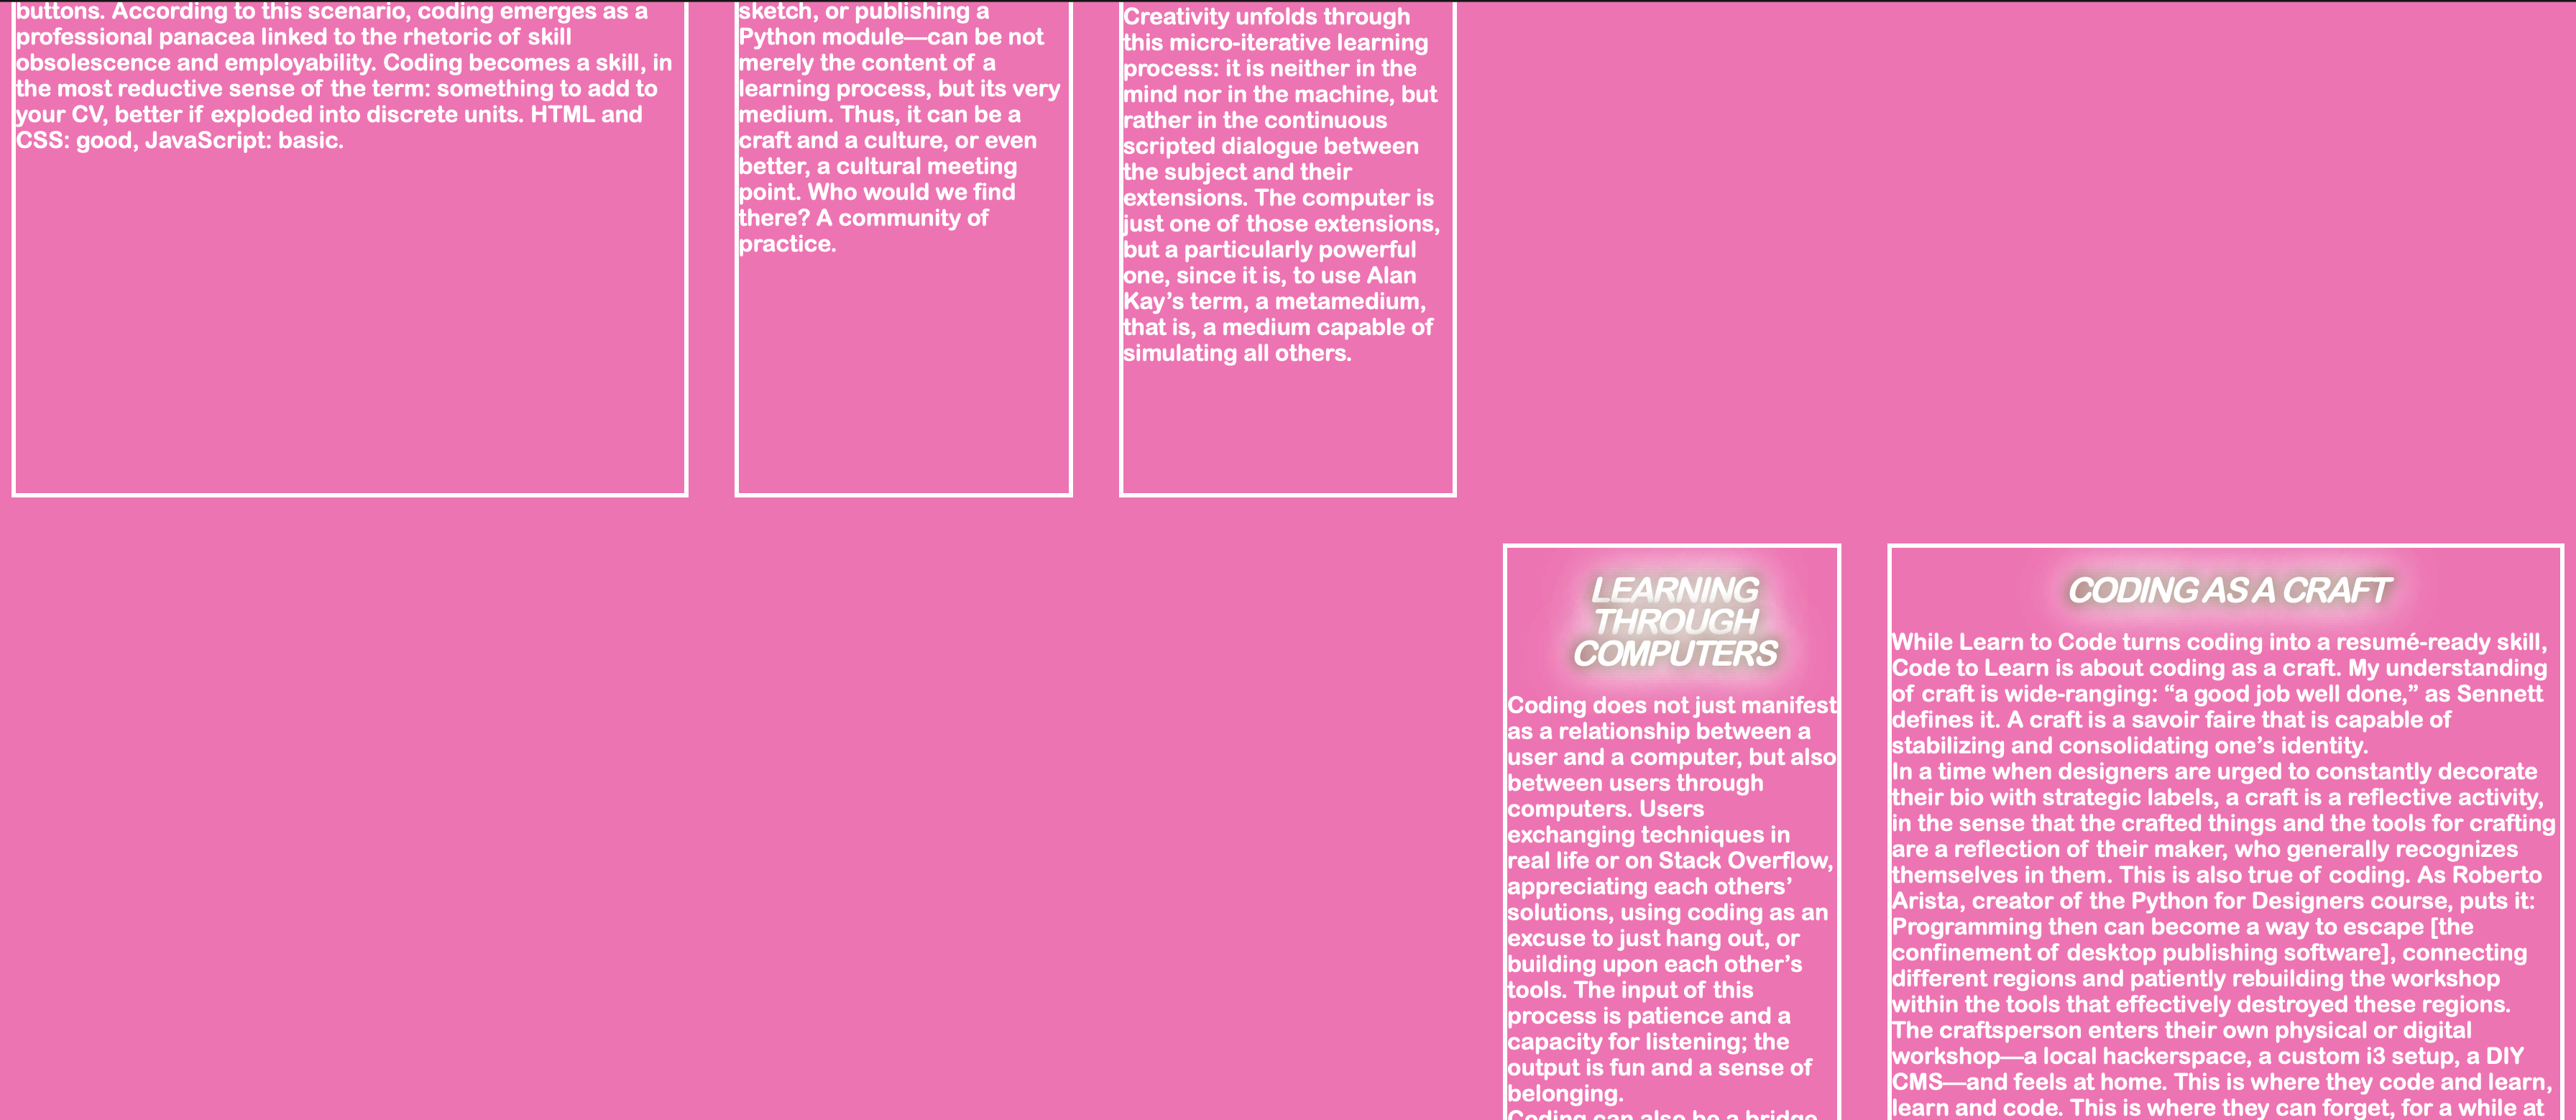 buttons. According to this scenario, coding emerges as a
professional panacea linked to the rhetoric of skill
obsolescence and employability. Coding becomes a skill, in
the most reductive sense of the term: something to add to
your CV, better if exploded into discrete units. HTML and
CSS: good, JavaScript: basic.
sketch, or publishing a
Python module—can be not
merely the content of a
learning process, but its very
medium. Thus, it can be a
craft and a culture, or even
better, a cultural meeting
point. Who would we find
there? A community of
practice.
Creativity unfolds through
this micro-iterative learning
process: it is neither in the
mind nor in the machine, but
rather in the continuous
scripted dialogue between
the subject and their
extensions. The computer is
just one of those extensions,
but a particularly powerful
one, since it is, to use Alan
Kay’s term, a metamedium,
that is, a medium capable of
simulating all others.
LEARNING
THROUGH
COMPUTERS
Coding does not just manifest
as a relationship between a
user and a computer, but also
between users through
computers. Users
exchanging techniques in
real life or on Stack Overflow,
appreciating each others’
solutions, using coding as an
excuse to just hang out, or
building upon each other’s
tools. The input of this
process is patience and a
capacity for listening; the
output is fun and a sense of
belonging.
Coding can also be a bridge
CODING AS A CRAFT
While Learn to Code turns coding into a resumé-ready skill,
Code to Learn is about coding as a craft. My understanding
of craft is wide-ranging: “a good job well done,” as Sennett
defines it. A craft is a savoir faire that is capable of
stabilizing and consolidating one’s identity.
In a time when designers are urged to constantly decorate
their bio with strategic labels, a craft is a reflective activity,
in the sense that the crafted things and the tools for crafting
are a reflection of their maker, who generally recognizes
themselves in them. This is also true of coding. As Roberto
Arista, creator of the Python for Designers course, puts it:
Programming then can become a way to escape [the
confinement of desktop publishing software], connecting
different regions and patiently rebuilding the workshop
within the tools that effectively destroyed these regions.
The craftsperson enters their own physical or digital
workshop—a local hackerspace, a custom i3 setup, a DIY
CMS—and feels at home. This is where they code and learn,
learn and code. This is where they can forget, for a while at